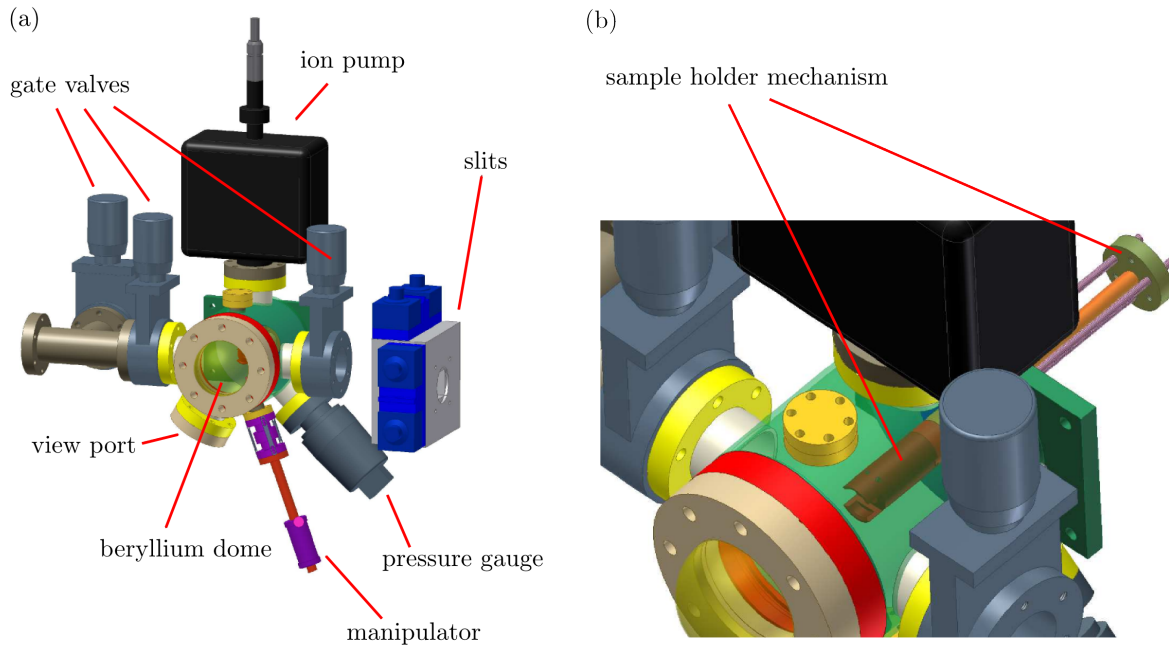 (a)
(b)
ion pump
gate valves
sample holder mechanism
slits
view port
beryllium dome
pressure gauge
manipulator